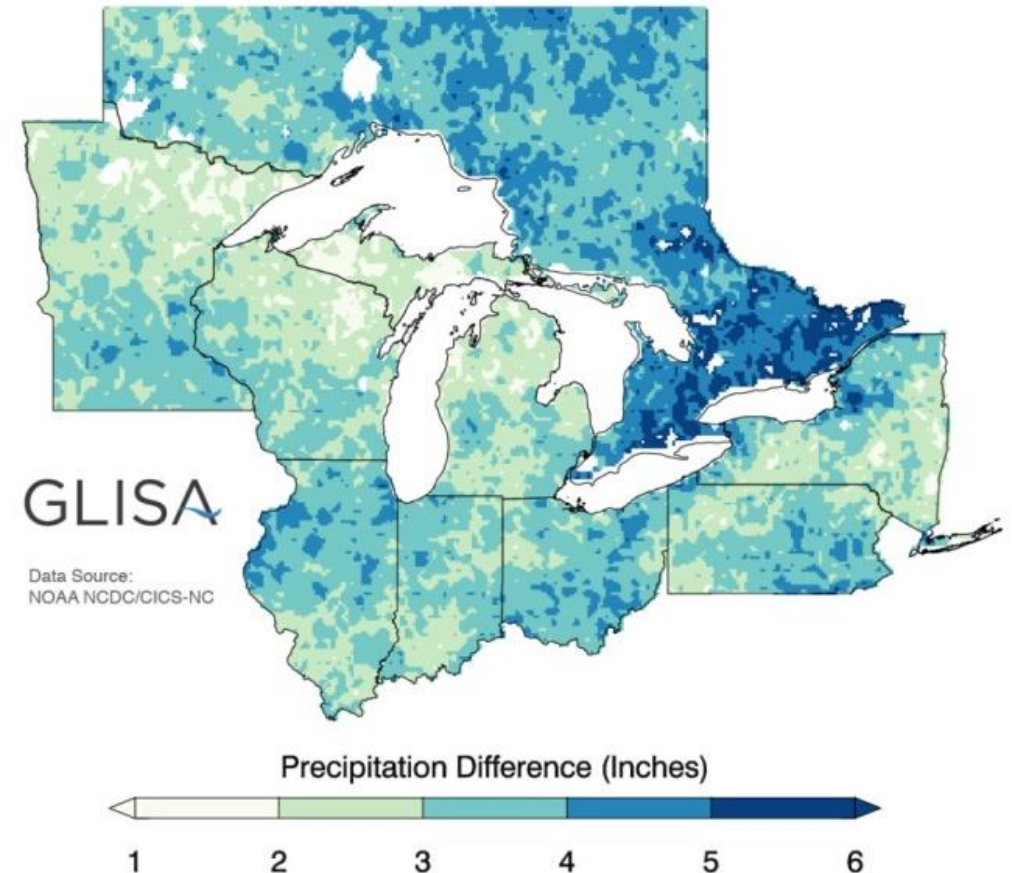 GLISA
Data Source:
NOAA NCDC/CICS-NC
Precipitation Difference (Inches)
1 2 3 4 5 6